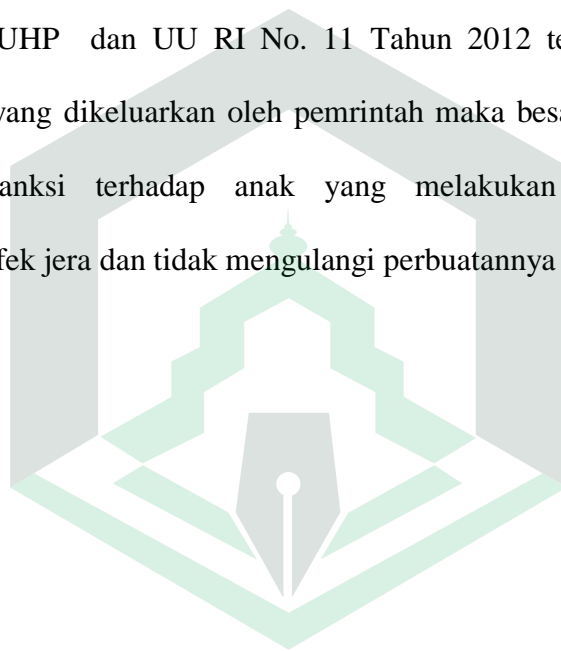 UHP dan UU RI No. 11 Tahun 2012 te
yang dikeluarkan oleh pemrintah maka besa
anksi terhadap anak yang melakukan
fek jera dan tidak mengulangi perbuatannya